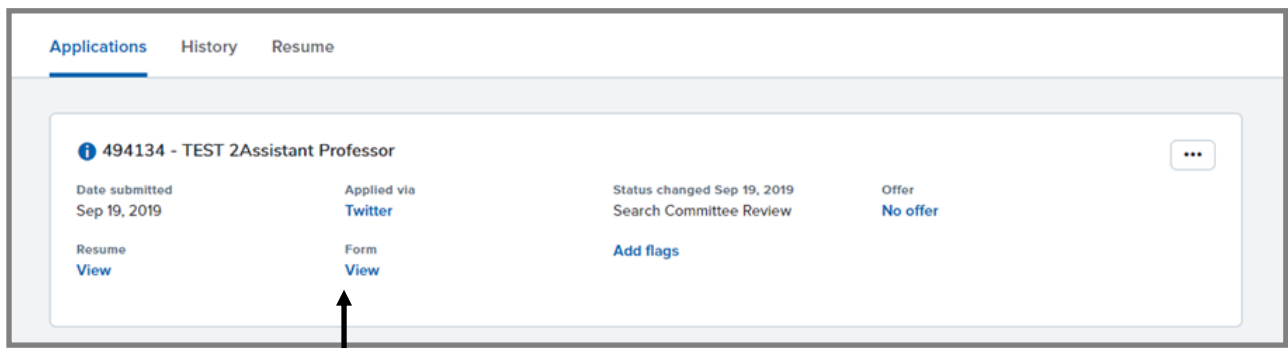 Applications History Resume
494134 - TEST 2Assistant Professor
Date submitted Applied via Status changed Sep 19, 2019 Offer
Sep 19, 2019 Twitter Search Committee Review No offer
Resume Form Add flags
View View